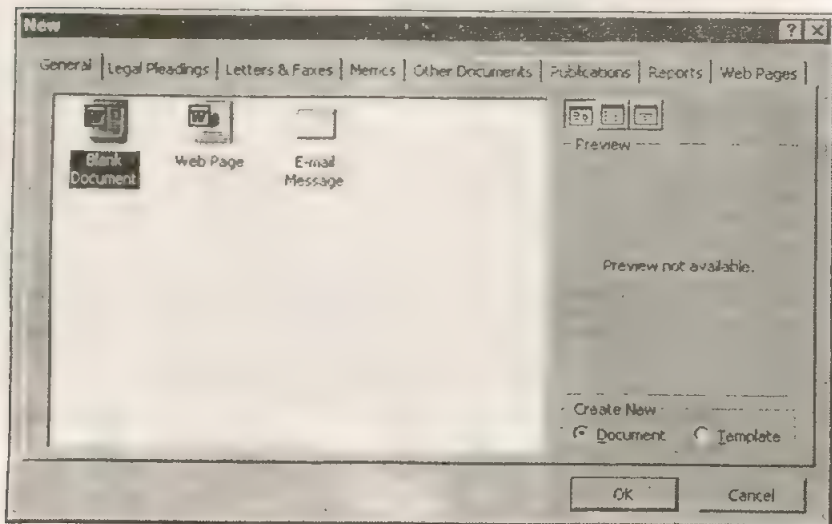 New
General Legal Pleadings Letters & Faxes Memos Other Documents Publications Reports Web Pages
Blank Document
Web Page
E-mail Message
Preview
Preview not available.
Create New
Document Template
OK Cancel